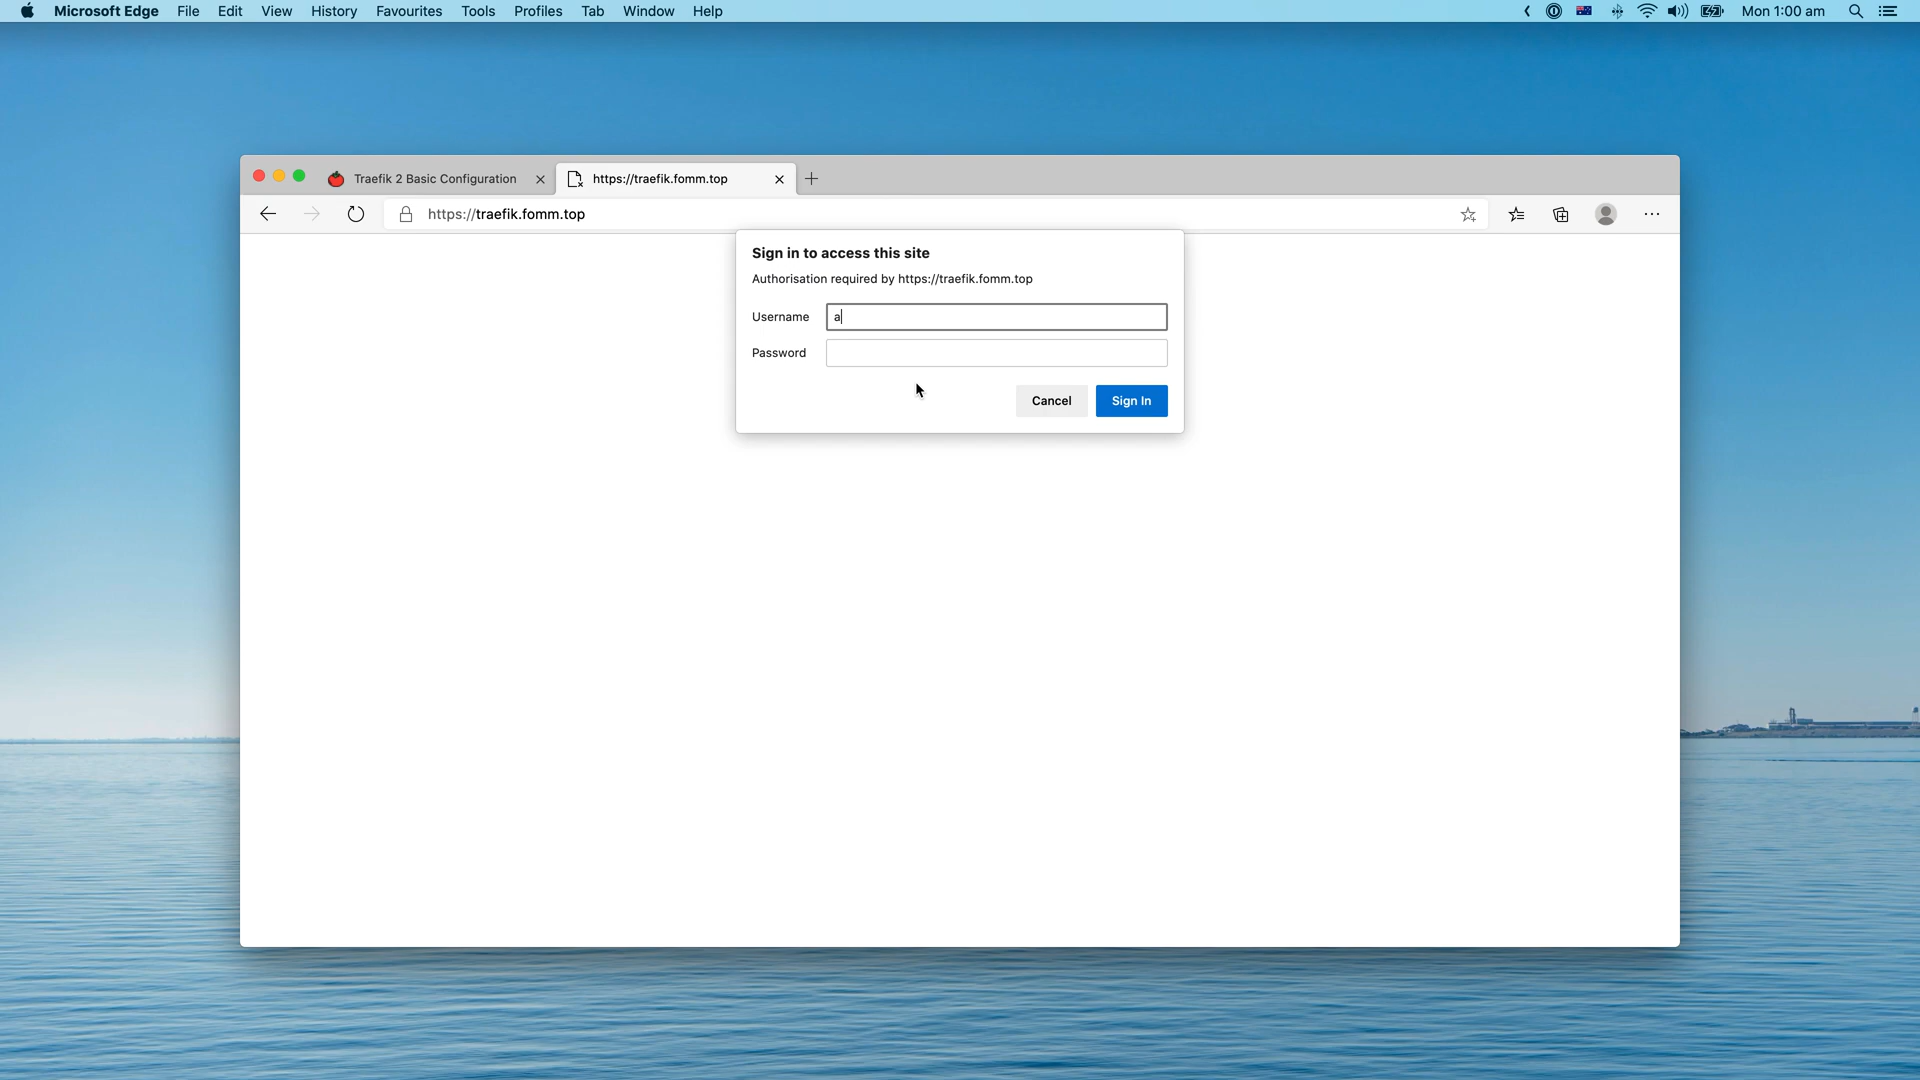 Microsoft Edge File Edit View History Favourites Tools Profiles Tab Window Help Mon 1:00 am
Traefik 2 Basic Configuration https://traefik.fomm.top
https://traefik.fomm.top
Sign in to access this site
Authorisation required by https://traefik.fomm.top
Username a
Password
Cancel Sign In